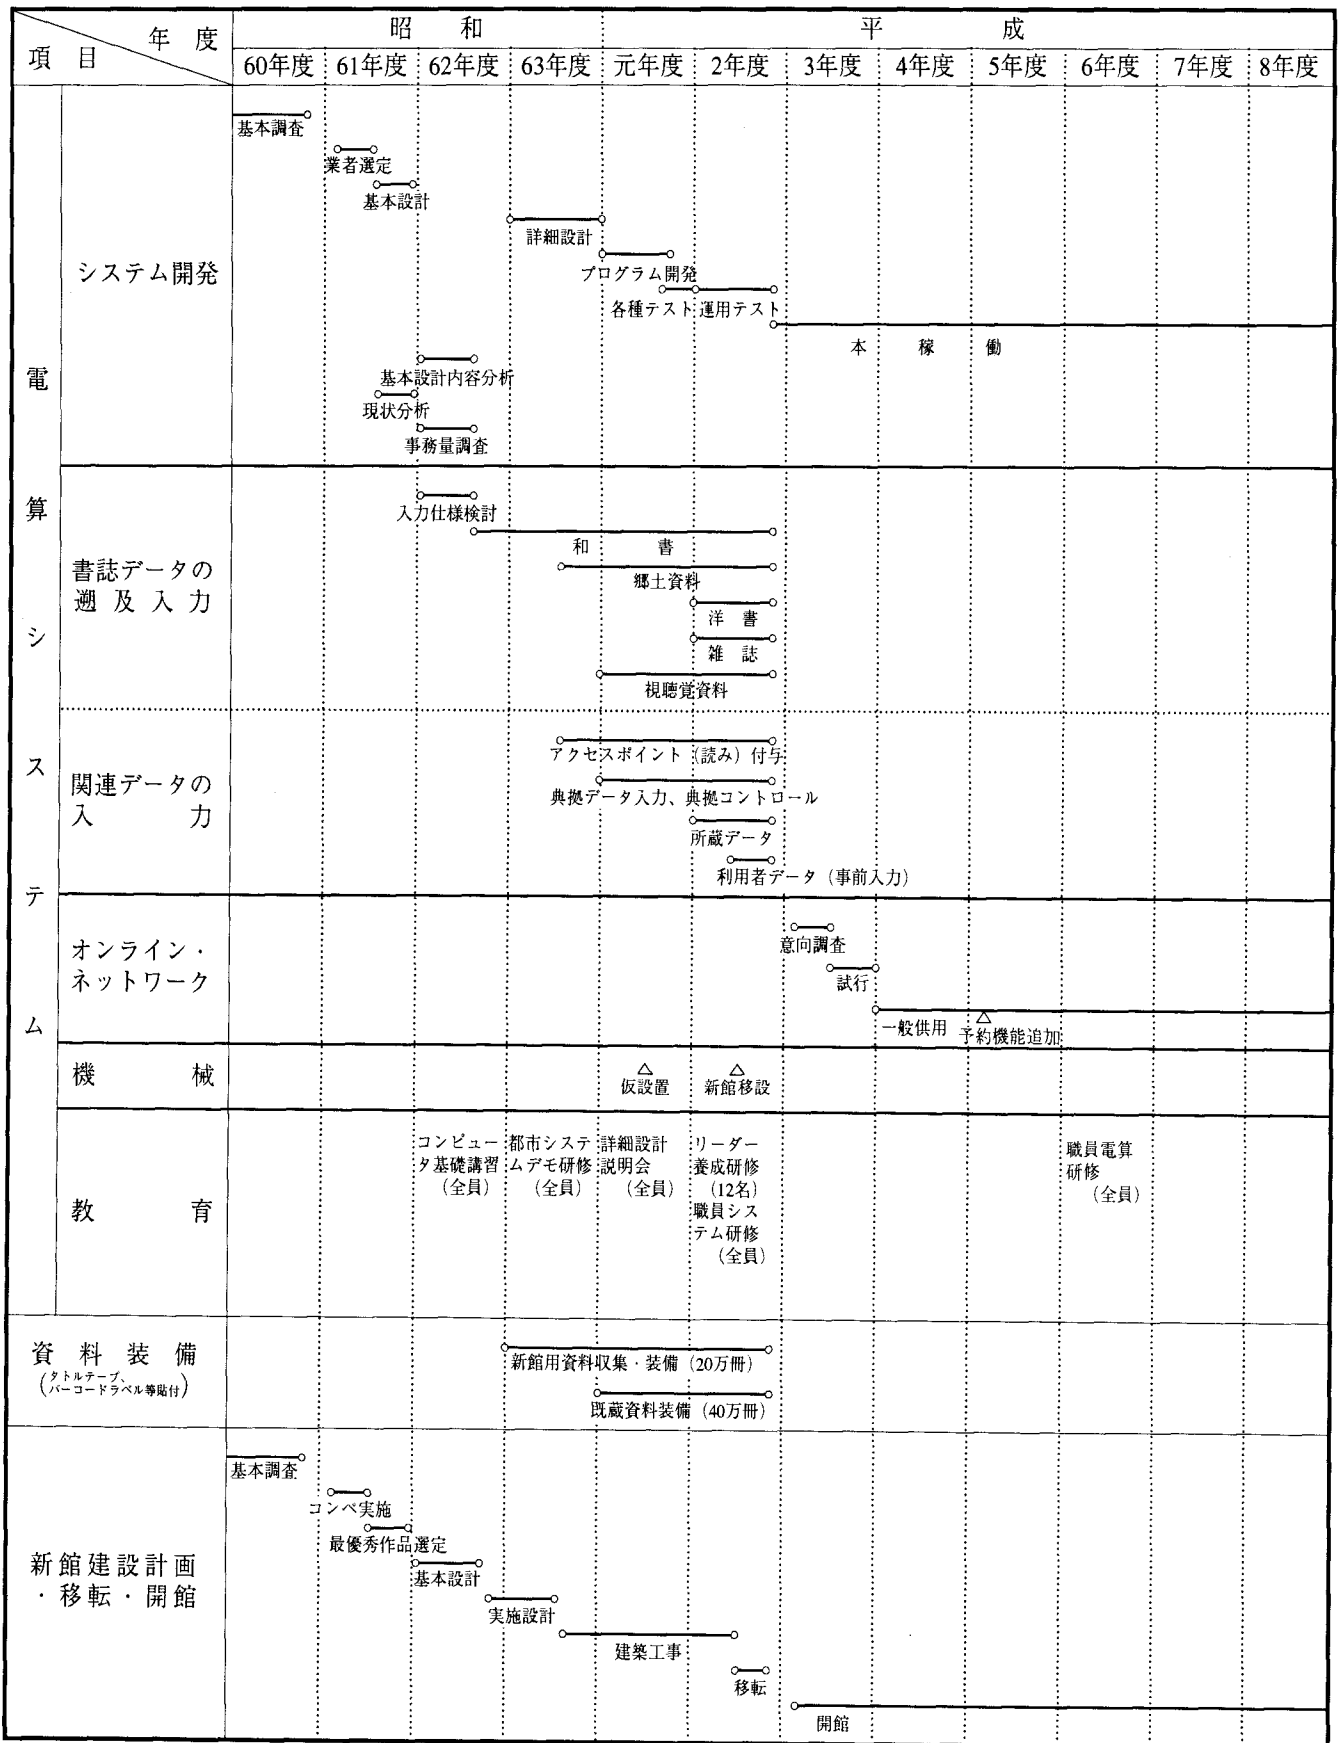 年度
項目
昭和
平成
60年度 61年度 62年度 63年度 元年度 2年度 3年度 4年度 5年度 6年度 7年度 8年度
電算システム
システム開発
基本調査
業者選定
基本設計
詳細設計
プログラム開発
各種テスト 運用テスト
本稼働
基本設計内容分析
現状分析
事務量調査
書誌データの
遡及入力
入力仕様検討
和書
郷土資料
洋書
雑誌
視聴覚資料
関連データの
入力
アクセスポイント(読み)付与
典拠データ入力、典拠コントロール
所蔵データ
利用者データ(事前入力)
オンライン・
ネットワーク
意向調査
試行
一般供用
予約機能追加
機械
仮設置
新館移設
教育
コンピュー
タ基礎講習
(全員)
都市システ
ムデモ研修
(全員)
詳細設計
説明会
(全員)
リーダー
養成研修
(12名)
職員シス
テム研修
(全員)
職員電算
研修
(全員)
資料装備
(タトルテープ、
バーコードラベル等貼付)
新館用資料収集・装備(20万冊)
既蔵資料装備(40万冊)
新館建設計画
・移転・開館
基本調査
コンペ実施
最優秀作品選定
基本設計
実施設計
建築工事
移転
開館